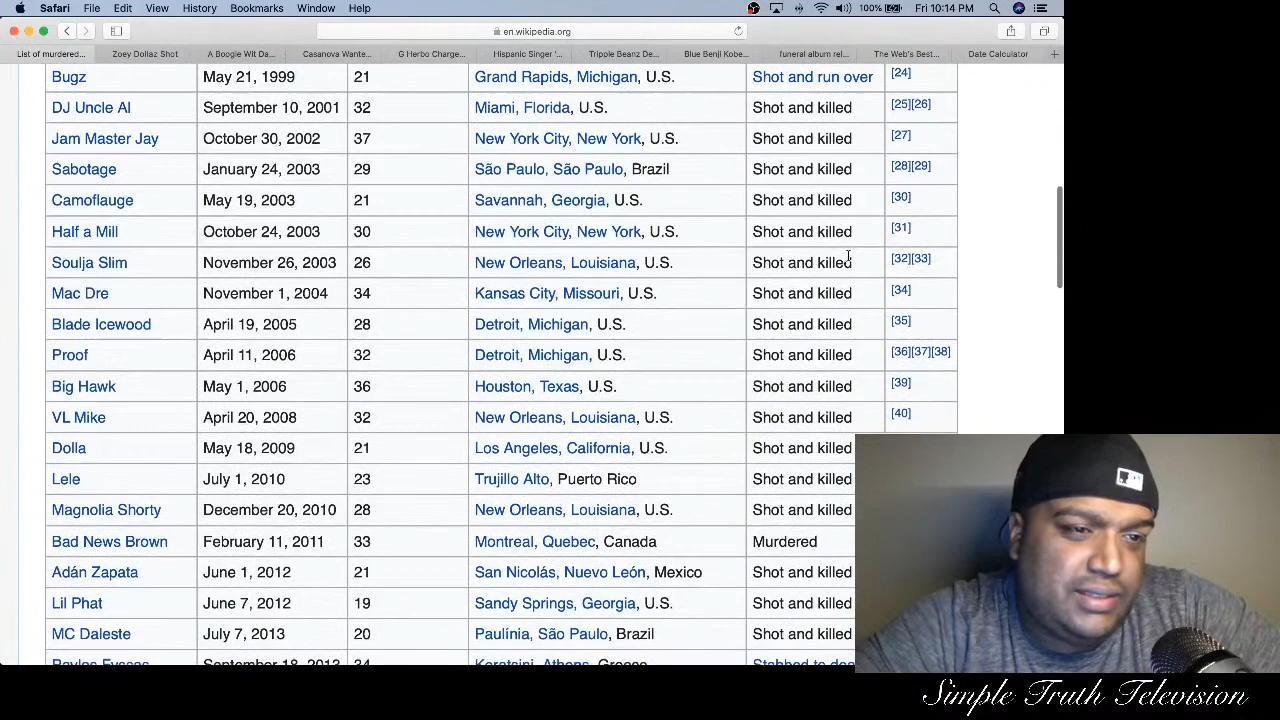 Safari File Edit View History Bookmarks Window Help 100% Fri 10:14 PM
en.wikipedia.org
List of murdered... Zoey Dollaz Shot A Boogie Wit Da... Casanova Wante... G Herbo Charge... Hispanic Singer '... Tripple Beanz De... Blue Benji Kobe... funeral album rel... The Web's Best... Date Calculator
Bugz May 21, 1999 21 Grand Rapids, Michigan, U.S. Shot and run over [24]
DJ Uncle Al September 10, 2001 32 Miami, Florida, U.S. Shot and killed [25][26]
Jam Master Jay October 30, 2002 37 New York City, New York, U.S. Shot and killed [27]
Sabotage January 24, 2003 29 São Paulo, São Paulo, Brazil Shot and killed [28][29]
Camoflauge May 19, 2003 21 Savannah, Georgia, U.S. Shot and killed [30]
Half a Mill October 24, 2003 30 New York City, New York, U.S. Shot and killed [31]
Soulja Slim November 26, 2003 26 New Orleans, Louisiana, U.S. Shot and killed [32][33]
Mac Dre November 1, 2004 34 Kansas City, Missouri, U.S. Shot and killed [34]
Blade Icewood April 19, 2005 28 Detroit, Michigan, U.S. Shot and killed [35]
Proof April 11, 2006 32 Detroit, Michigan, U.S. Shot and killed [36][37][38]
Big Hawk May 1, 2006 36 Houston, Texas, U.S. Shot and killed [39]
VL Mike April 20, 2008 32 New Orleans, Louisiana, U.S. Shot and killed [40]
Dolla May 18, 2009 21 Los Angeles, California, U.S. Shot and killed
Lele July 1, 2010 23 Trujillo Alto, Puerto Rico Shot and killed
Magnolia Shorty December 20, 2010 28 New Orleans, Louisiana, U.S. Shot and killed
Bad News Brown February 11, 2011 33 Montreal, Quebec, Canada Murdered
Adán Zapata June 1, 2012 21 San Nicolás, Nuevo León, Mexico Shot and killed
Lil Phat June 7, 2012 19 Sandy Springs, Georgia, U.S. Shot and killed
MC Daleste July 7, 2013 20 Paulínia, São Paulo, Brazil Shot and killed
Simple Truth Television